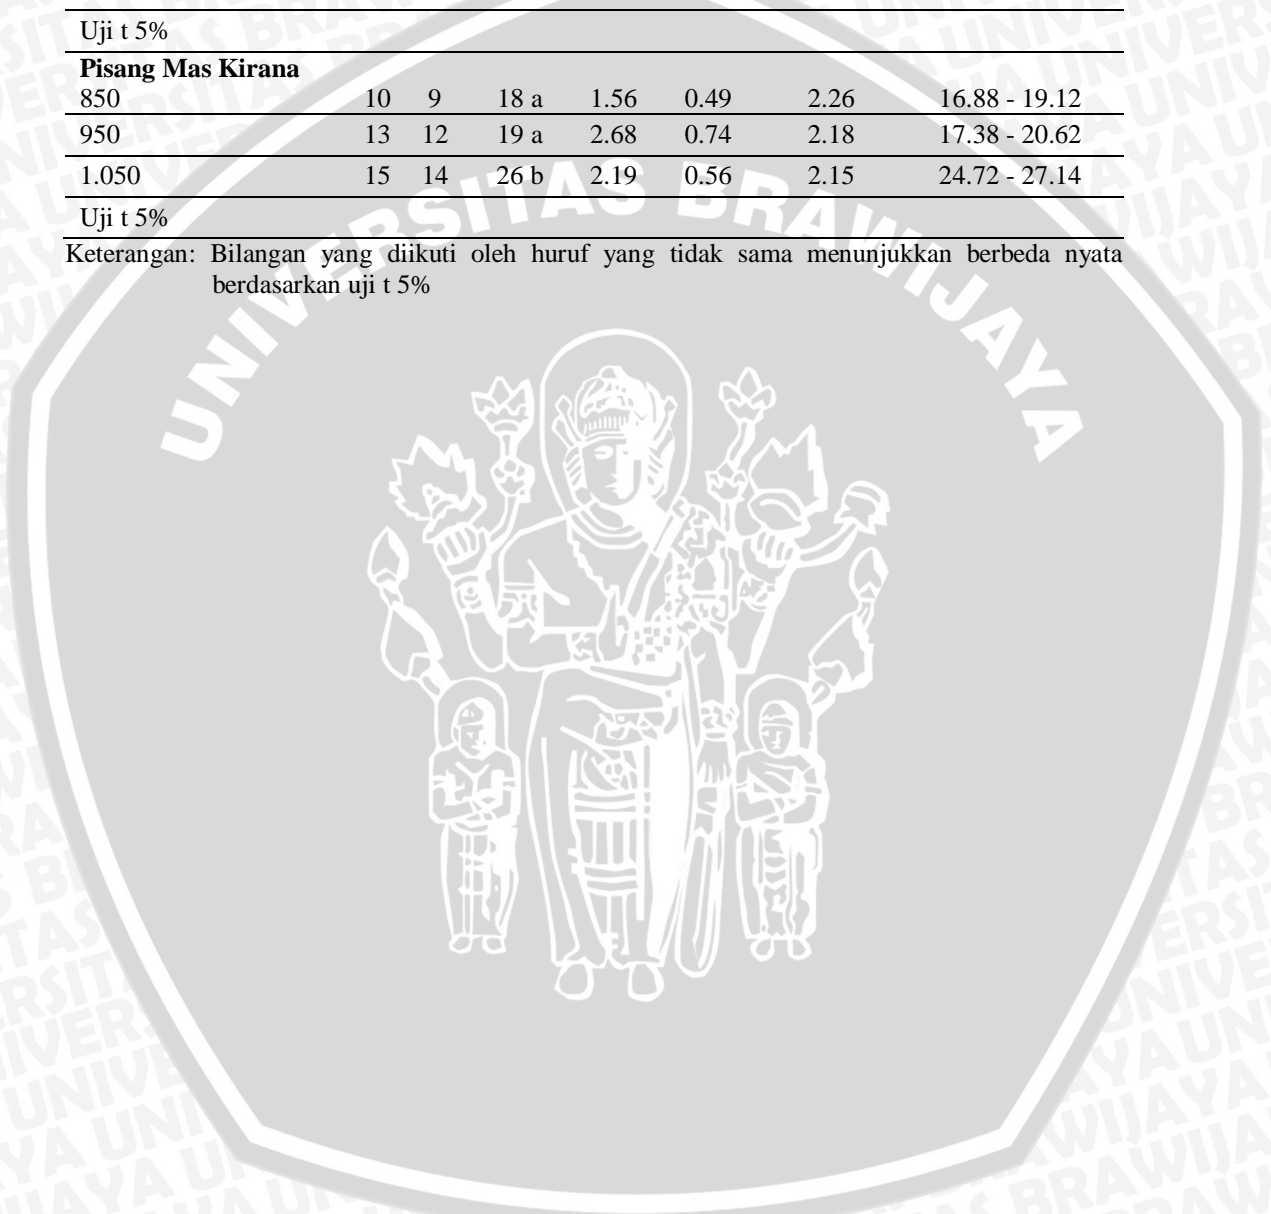 Uji t 5%
Pisang Mas Kirana
850 10 9 18 a 1.56 0.49 2.26 16.88 - 19.12
950 13 12 19 a 2.68 0.74 2.18 17.38 - 20.62
1.050 15 14 26 b 2.19 0.56 2.15 24.72 - 27.14
Uji t 5%
Keterangan: Bilangan yang diikuti oleh huruf yang tidak sama menunjukkan berbeda nyata
berdasarkan uji t 5%
UNIVERSITAS BRAWIJAYA